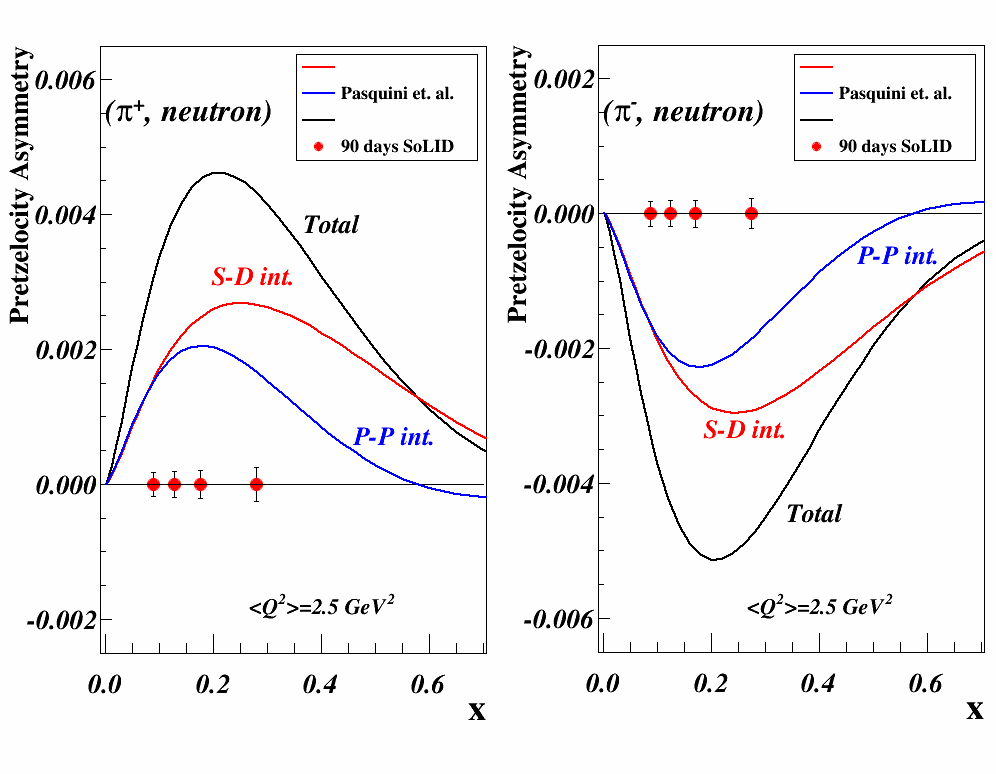 Pretzelocity Asymmetry
0.006
0.004
0.002
0.000
-0.002
(π+, neutron)
Pasquini et. al.
90 days SoLID
Total
S-D int.
P-P int.
<Q²>=2.5 GeV²
0.0 0.2 0.4 0.6
x
Pretzelocity Asymmetry
0.002
0.000
-0.002
-0.004
-0.006
(π-, neutron)
Pasquini et. al.
90 days SoLID
P-P int.
S-D int.
Total
<Q²>=2.5 GeV²
0.0 0.2 0.4 0.6
x